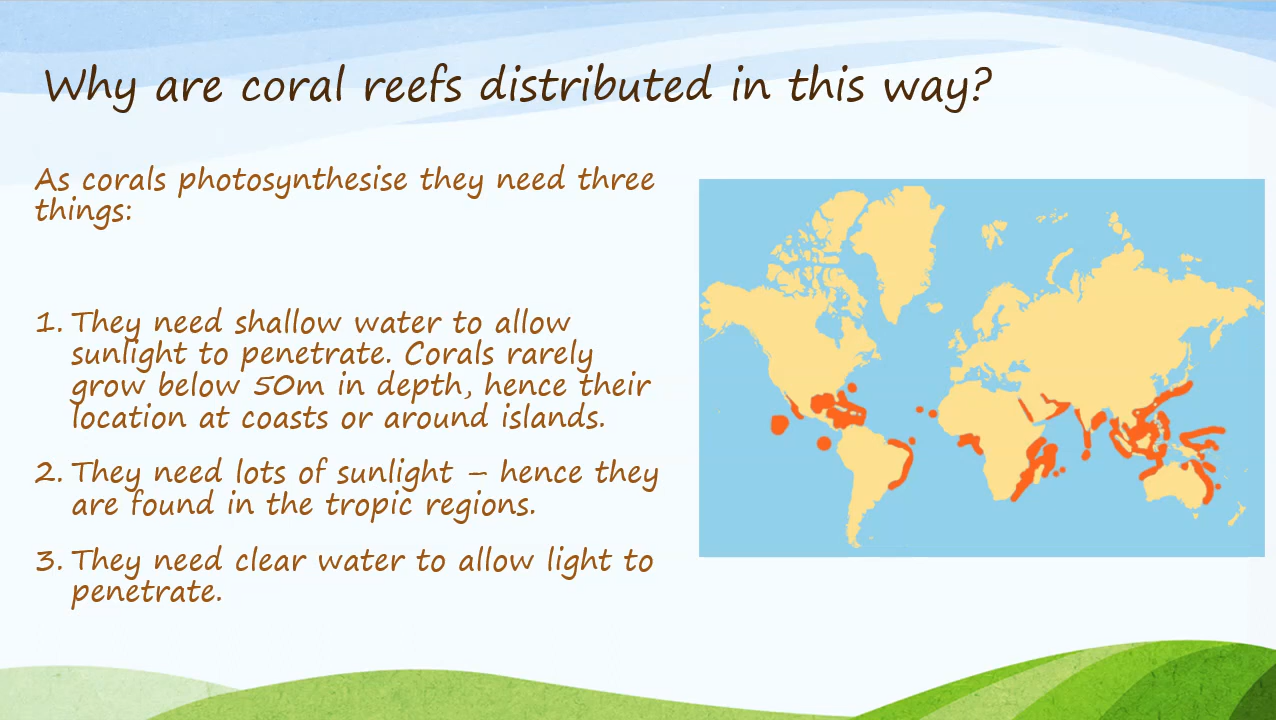 Why are coral reefs distributed in this way?
As corals photosynthesise they need three
things:
1. They need shallow water to allow
sunlight to penetrate. Corals rarely
grow below 50m in depth, hence their
location at coasts or around islands.
2. They need lots of sunlight – hence they
are found in the tropic regions.
3. They need clear water to allow light to
penetrate.